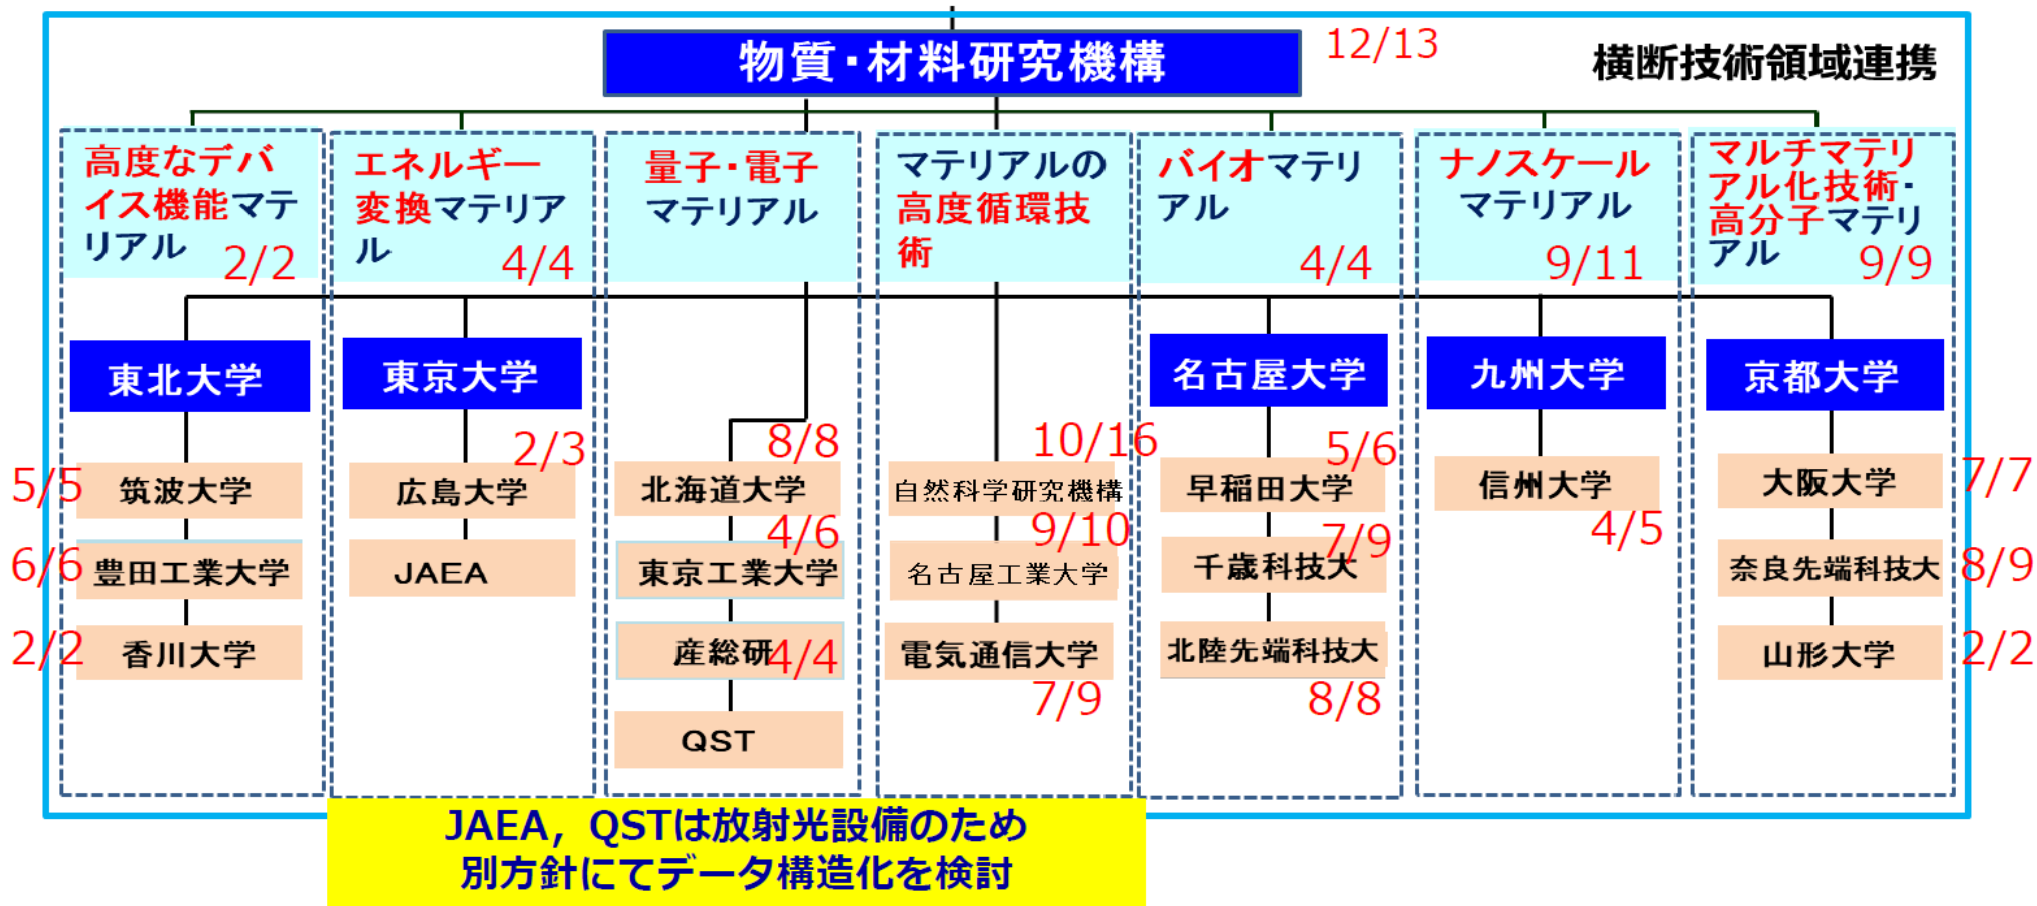 物質・材料研究機構
12/13
横断技術領域連携
高度なデバ
イス機能マテ
リアル
2/2
エネルギー
変換マテリア
ル
4/4
量子・電子
マテリアル
マテリアルの
高度循環技
術
バイオマテリ
アル
4/4
ナノスケール
マテリアル
9/11
マルチマテリ
アル化技術・
高分子マテリ
アル
9/9
東北大学
東京大学
名古屋大学
九州大学
京都大学
5/5
筑波大学
6/6
豊田工業大学
2/2
香川大学
2/3
広島大学
JAEA
8/8
北海道大学
4/6
東京工業大学
産総研
4/4
QST
10/16
自然科学研究機構
9/10
名古屋工業大学
電気通信大学
7/9
5/6
早稲田大学
7/9
千歳科技大
北陸先端科技大
8/8
信州大学
4/5
大阪大学
7/7
奈良先端科技大
8/9
山形大学
2/2
JAEA，QSTは放射光設備のため
別方針にてデータ構造化を検討